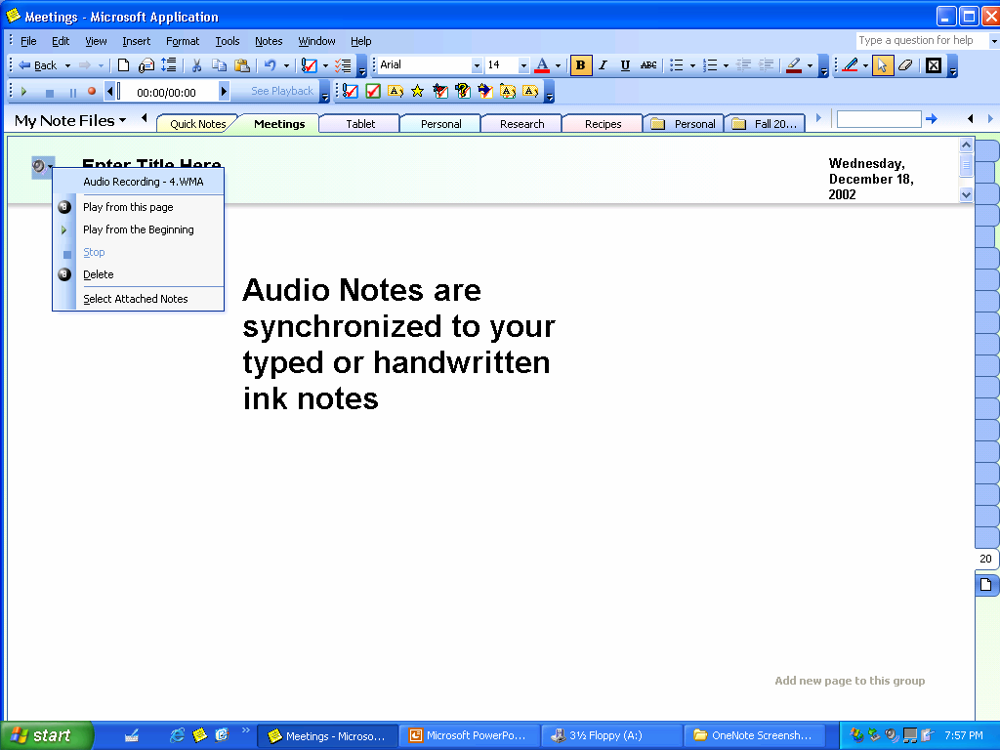 Meetings - Microsoft Application
File Edit View Insert Format Tools Notes Window Help
Type a question for help
Back Arial 14 A B I U ABC
00:00/00:00 See Playback
My Note Files Quick Notes Meetings Tablet Personal Research Recipes Personal Fall 20...
Enter Title Here
Wednesday,
December 18,
2002
Audio Recording - 4.WMA
Play from this page
Play from the Beginning
Stop
Delete
Select Attached Notes
Audio Notes are
synchronized to your
typed or handwritten
ink notes
20
Add new page to this group
start Meetings - Microso... Microsoft PowerPo... 3½ Floppy (A:) OneNote Screensh... 7:57 PM